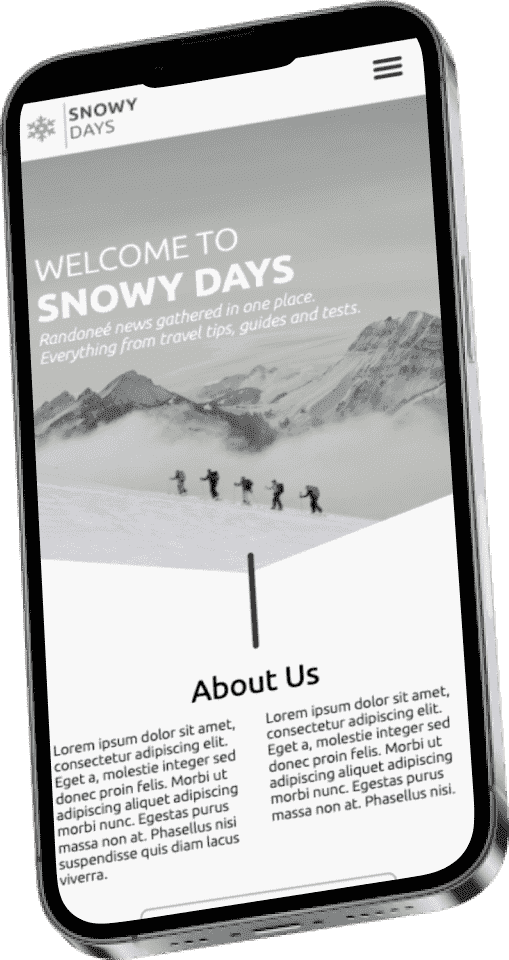 SNOWY
DAYS
WELCOME TO
SNOWY DAYS
Randoneé news gathered in one place.
Everything from travel tips, guides and tests.
About Us
Lorem ipsum dolor sit amet,
consectetur adipiscing elit.
Eget a, molestie integer sed
donec proin felis. Morbi ut
adipiscing aliquet adipiscing
morbi nunc. Egestas purus
massa non at. Phasellus nisi
suspendisse quis diam lacus
viverra.
Lorem ipsum dolor sit amet,
consectetur adipiscing elit.
Eget a, molestie integer sed
donec proin felis. Morbi ut
adipiscing aliquet adipiscing
morbi nunc. Egestas purus
massa non at. Phasellus nisi.